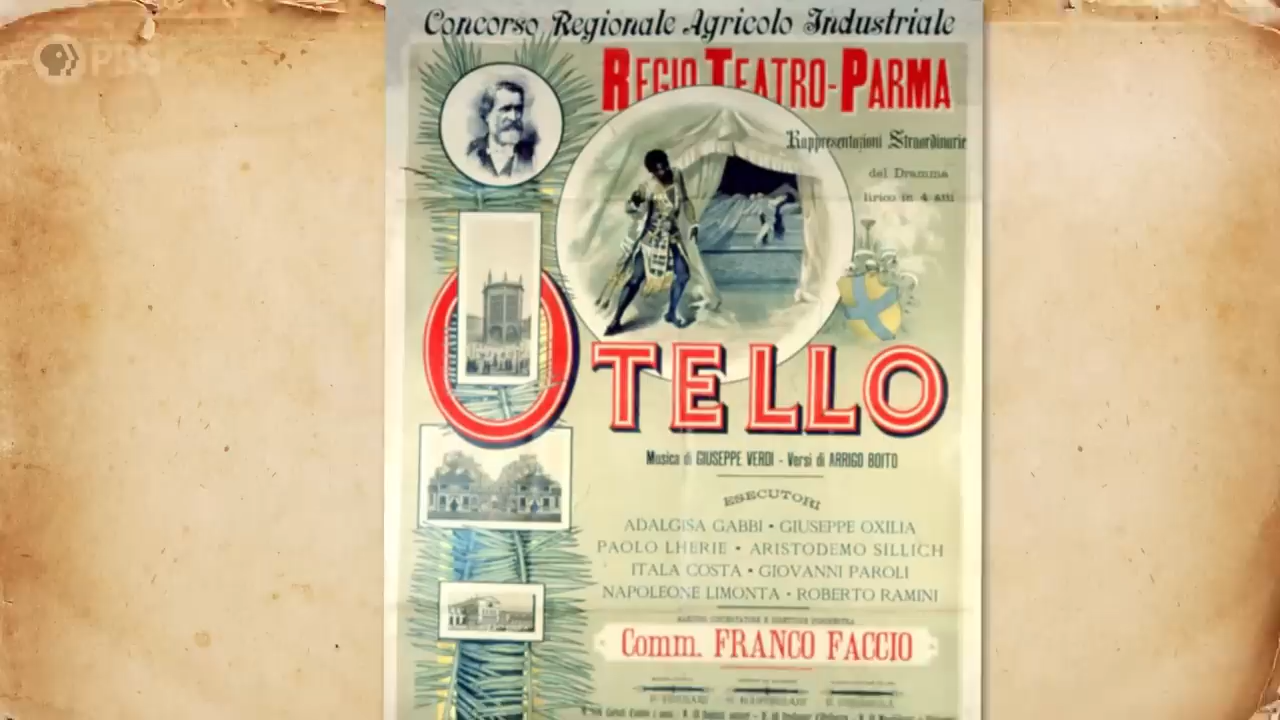 PBS
Concorso Regionale Agricolo Industriale
REGIO TEATRO-PARMA
Rappresentazioni Straordinarie
del Dramma
lirico in 4 atti
OTELLO
Musica di GIUSEPPE VERDI - Versi di ARRIGO BOITO
ESECUTORI
ADALGISA GABBI • GIUSEPPE OXILIA
PAOLO LHERIE • ARISTODEMO SILLICH
ITALA COSTA • GIOVANNI PAROLI
NAPOLEONE LIMONTA • ROBERTO RAMINI
Comm. FRANCO FACCIO